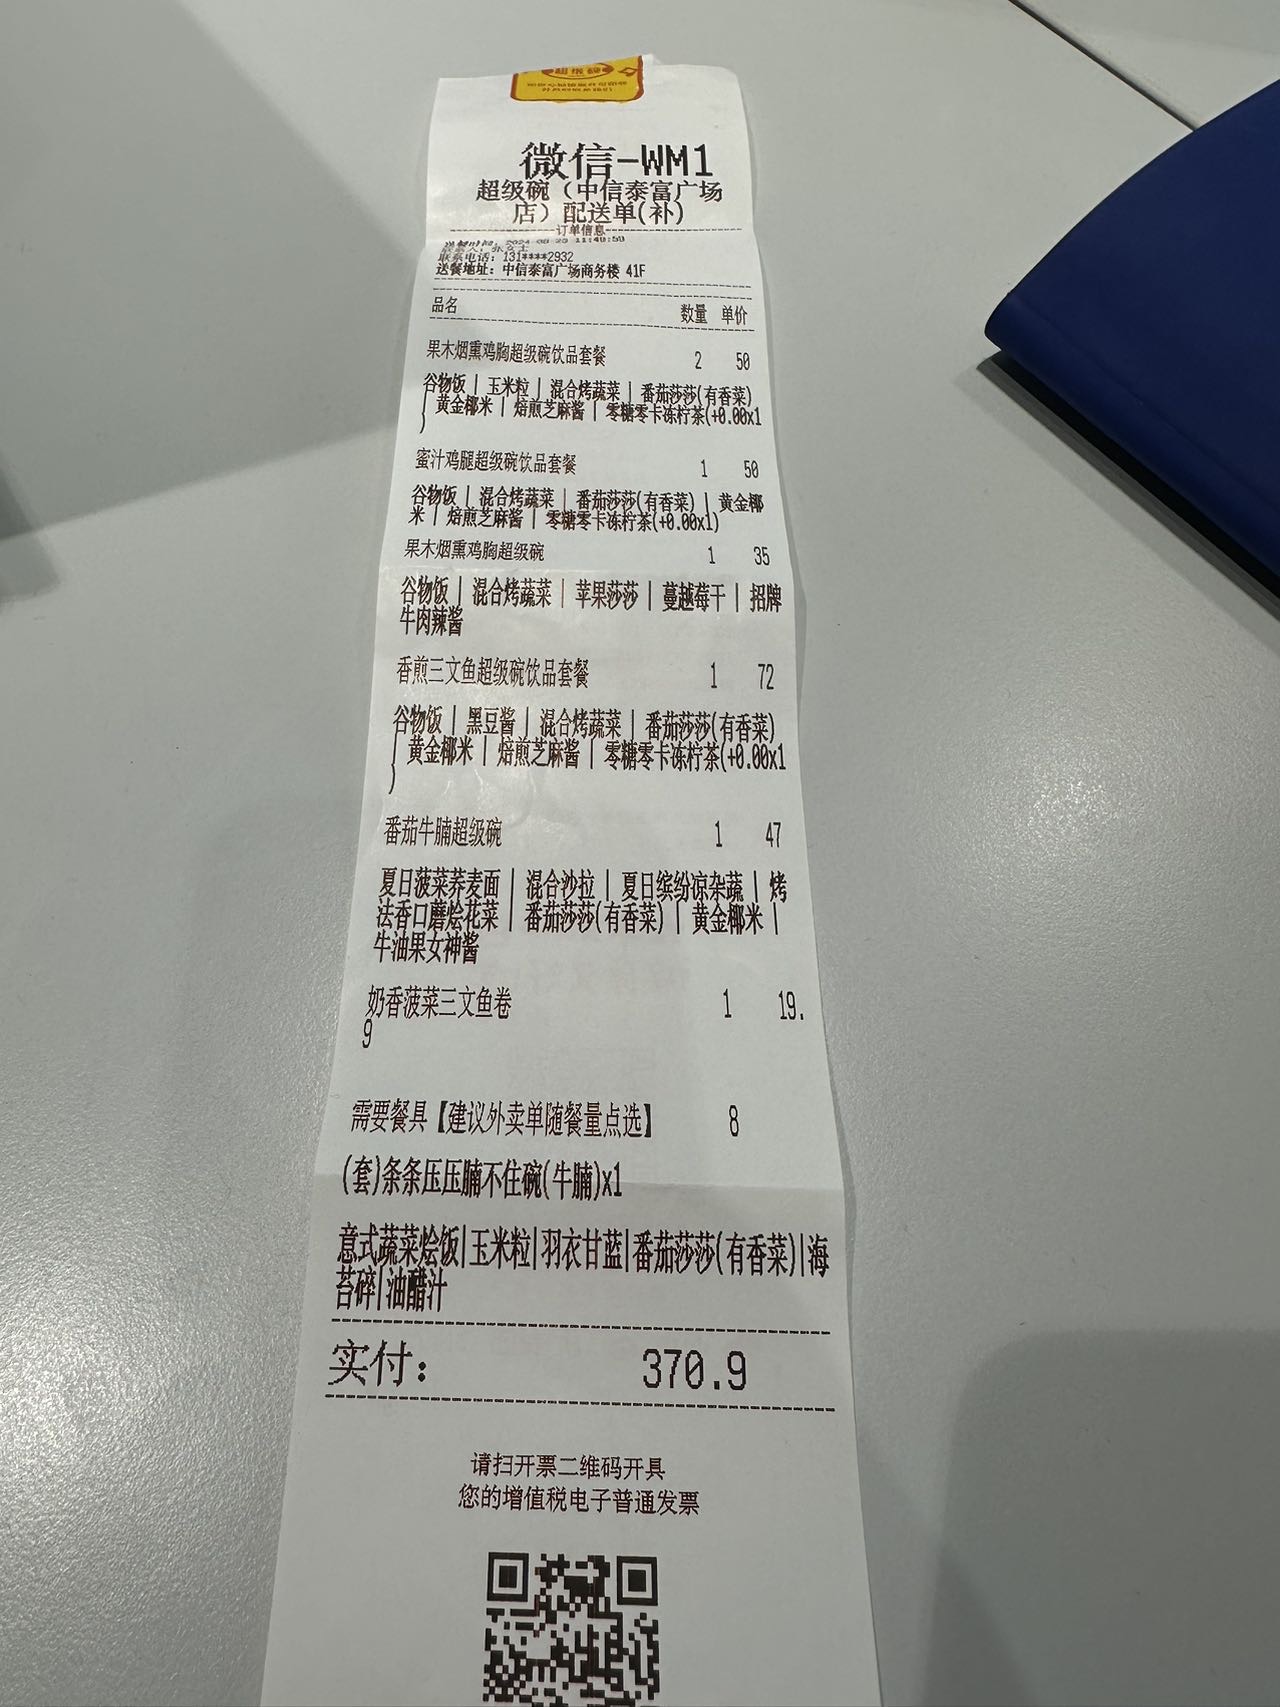 微信-WM1
超级碗（中信泰富广场
店）配送单(补)
订单信息
联系电话：131****2932
送餐地址：中信泰富广场商务楼 41F
品名 数量 单价
果木烟熏鸡胸超级碗饮品套餐 2 50
谷物饭 | 玉米粒 | 混合烤蔬菜 | 番茄莎莎(有香菜)
| 黄金椰米 | 焙煎芝麻酱 | 零糖零卡冻柠茶(+0.00x1
)
蜜汁鸡腿超级碗饮品套餐 1 50
谷物饭 | 混合烤蔬菜 | 番茄莎莎(有香菜) | 黄金椰
米 | 焙煎芝麻酱 | 零糖零卡冻柠茶(+0.00x1)
果木烟熏鸡胸超级碗 1 35
谷物饭 | 混合烤蔬菜 | 苹果莎莎 | 蔓越莓干 | 招牌
牛肉辣酱
香煎三文鱼超级碗饮品套餐 1 72
谷物饭 | 黑豆酱 | 混合烤蔬菜 | 番茄莎莎(有香菜)
| 黄金椰米 | 焙煎芝麻酱 | 零糖零卡冻柠茶(+0.00x1
)
番茄牛腩超级碗 1 47
夏日菠菜荞麦面 | 混合沙拉 | 夏日缤纷凉杂蔬 | 烤
法香口蘑烩花菜 | 番茄莎莎(有香菜) | 黄金椰米 |
牛油果女神酱
奶香菠菜三文鱼卷 1 19.
9
需要餐具【建议外卖单随餐量点选】 8
(套)条条压压腩不住碗(牛腩)x1
意式蔬菜烩饭|玉米粒|羽衣甘蓝|番茄莎莎(有香菜)|海
苔碎|油醋汁
实付： 370.9
请扫开票二维码开具
您的增值税电子普通发票